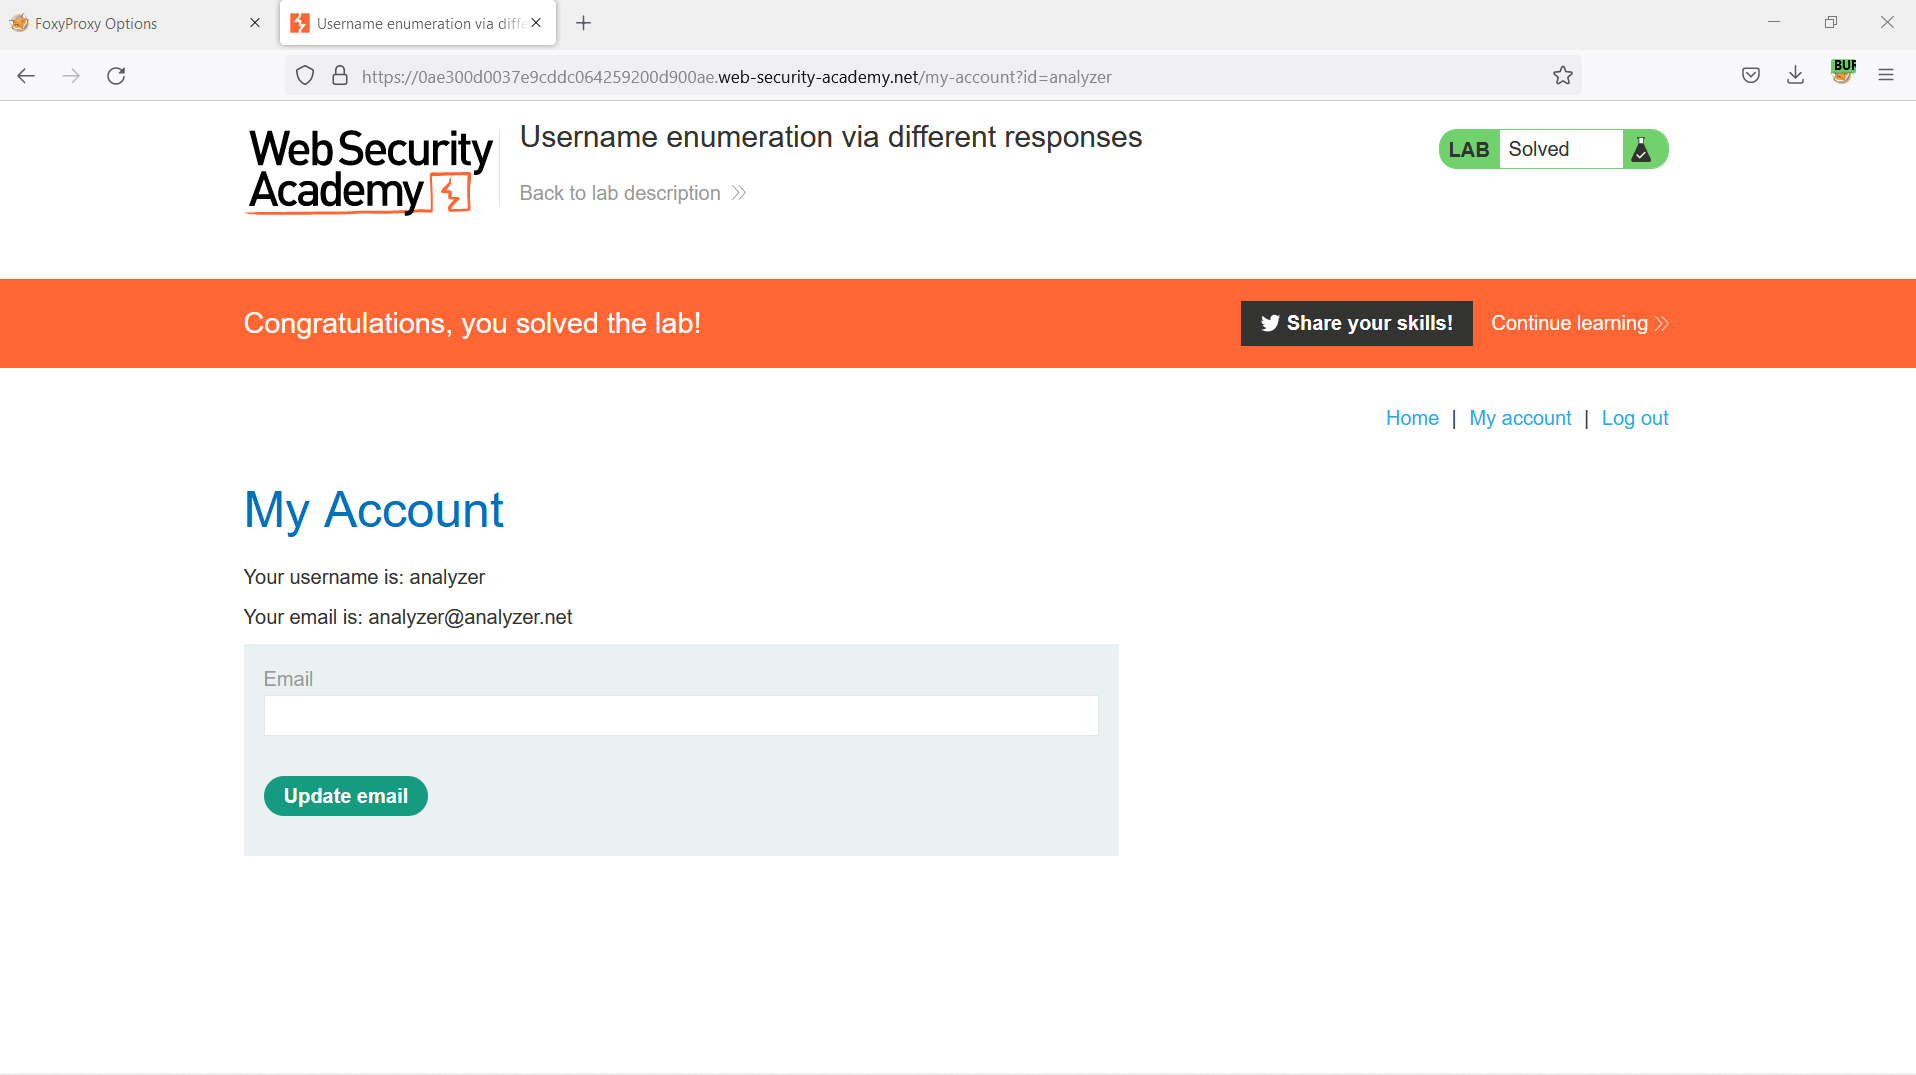 FoxyProxy Options
Username enumeration via diffe
https://0ae300d0037e9cddc064259200d900ae.web-security-academy.net/my-account?id=analyzer
BUR
Web Security
Academy
Username enumeration via different responses
Back to lab description
LAB Solved
Congratulations, you solved the lab!
Share your skills!
Continue learning
Home | My account | Log out
My Account
Your username is: analyzer
Your email is: analyzer@analyzer.net
Email
Update email